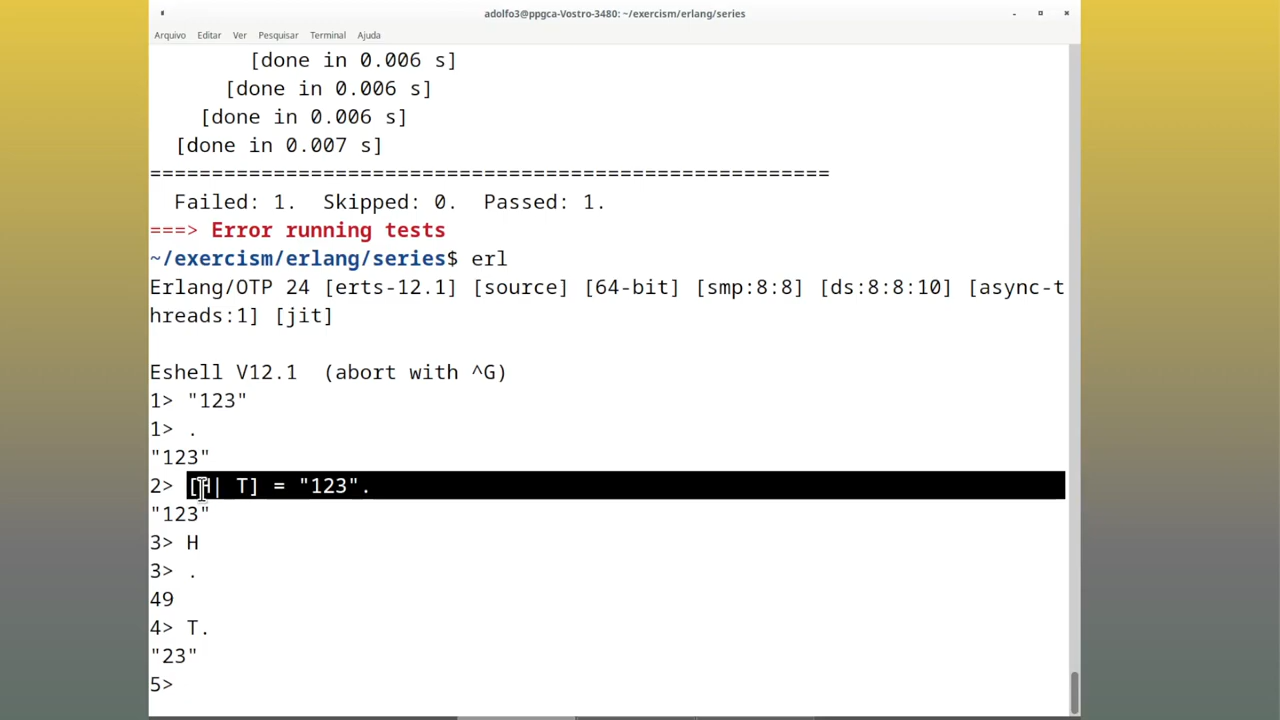 adolfo3@ppgca-Vostro-3480: ~/exercism/erlang/series
Arquivo Editar Ver Pesquisar Terminal Ajuda
[done in 0.006 s]
[done in 0.006 s]
[done in 0.006 s]
[done in 0.007 s]
=======================================================
Failed: 1. Skipped: 0. Passed: 1.
===> Error running tests
~/exercism/erlang/series$ erl
Erlang/OTP 24 [erts-12.1] [source] [64-bit] [smp:8:8] [ds:8:8:10] [async-t
hreads:1] [jit]
Eshell V12.1 (abort with ^G)
1> "123"
1> .
"123"
2> [H| T] = "123".
"123"
3> H
3> .
49
4> T.
"23"
5>